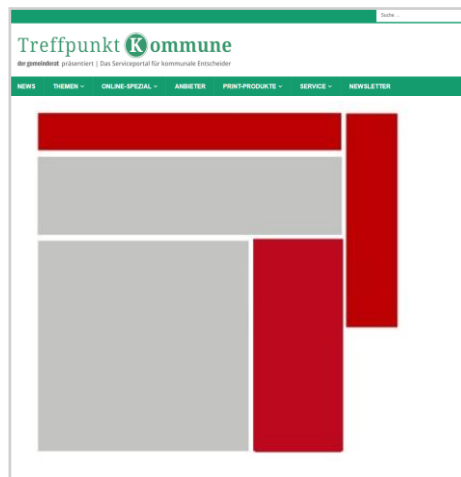 Suche ...
Treffpunkt Kommune
der gemeinderat präsentiert | Das Serviceportal für kommunale Entscheider
NEWS THEMEN ONLINE-SPEZIAL ANBIETER PRINT-PRODUKTE SERVICE NEWSLETTER